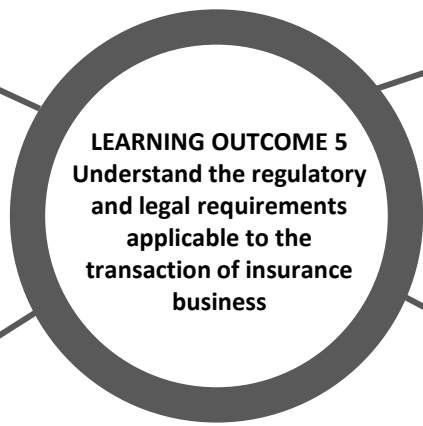 LEARNING OUTCOME 5
Understand the regulatory
and legal requirements
applicable to the
transaction of insurance
business